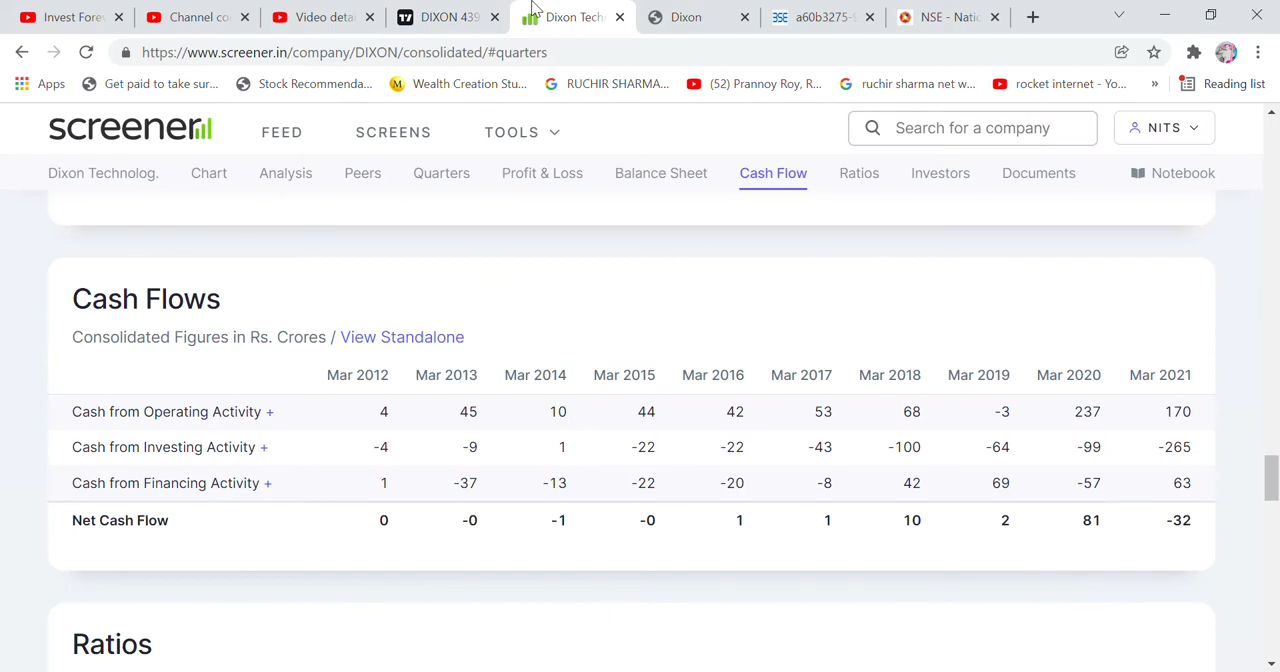 Invest Fore
Channel co
Video deta
DIXON 439
Dixon Tech
Dixon
a60b3275-
NSE - Natio
https://www.screener.in/company/DIXON/consolidated/#quarters
Apps
Get paid to take sur...
Stock Recommenda...
Wealth Creation Stu...
RUCHIR SHARMA...
(52) Prannoy Roy, R...
ruchir sharma net w...
rocket internet - Yo...
»
Reading list
screener
FEED
SCREENS
TOOLS
Search for a company
NITS
Dixon Technolog.
Chart
Analysis
Peers
Quarters
Profit & Loss
Balance Sheet
Cash Flow
Ratios
Investors
Documents
Notebook
Cash Flows
Consolidated Figures in Rs. Crores / View Standalone
Mar 2012 Mar 2013 Mar 2014 Mar 2015 Mar 2016 Mar 2017 Mar 2018 Mar 2019 Mar 2020 Mar 2021
Cash from Operating Activity + 4 45 10 44 42 53 68 -3 237 170
Cash from Investing Activity + -4 -9 1 -22 -22 -43 -100 -64 -99 -265
Cash from Financing Activity + 1 -37 -13 -22 -20 -8 42 69 -57 63
Net Cash Flow 0 -0 -1 -0 1 1 10 2 81 -32
Ratios